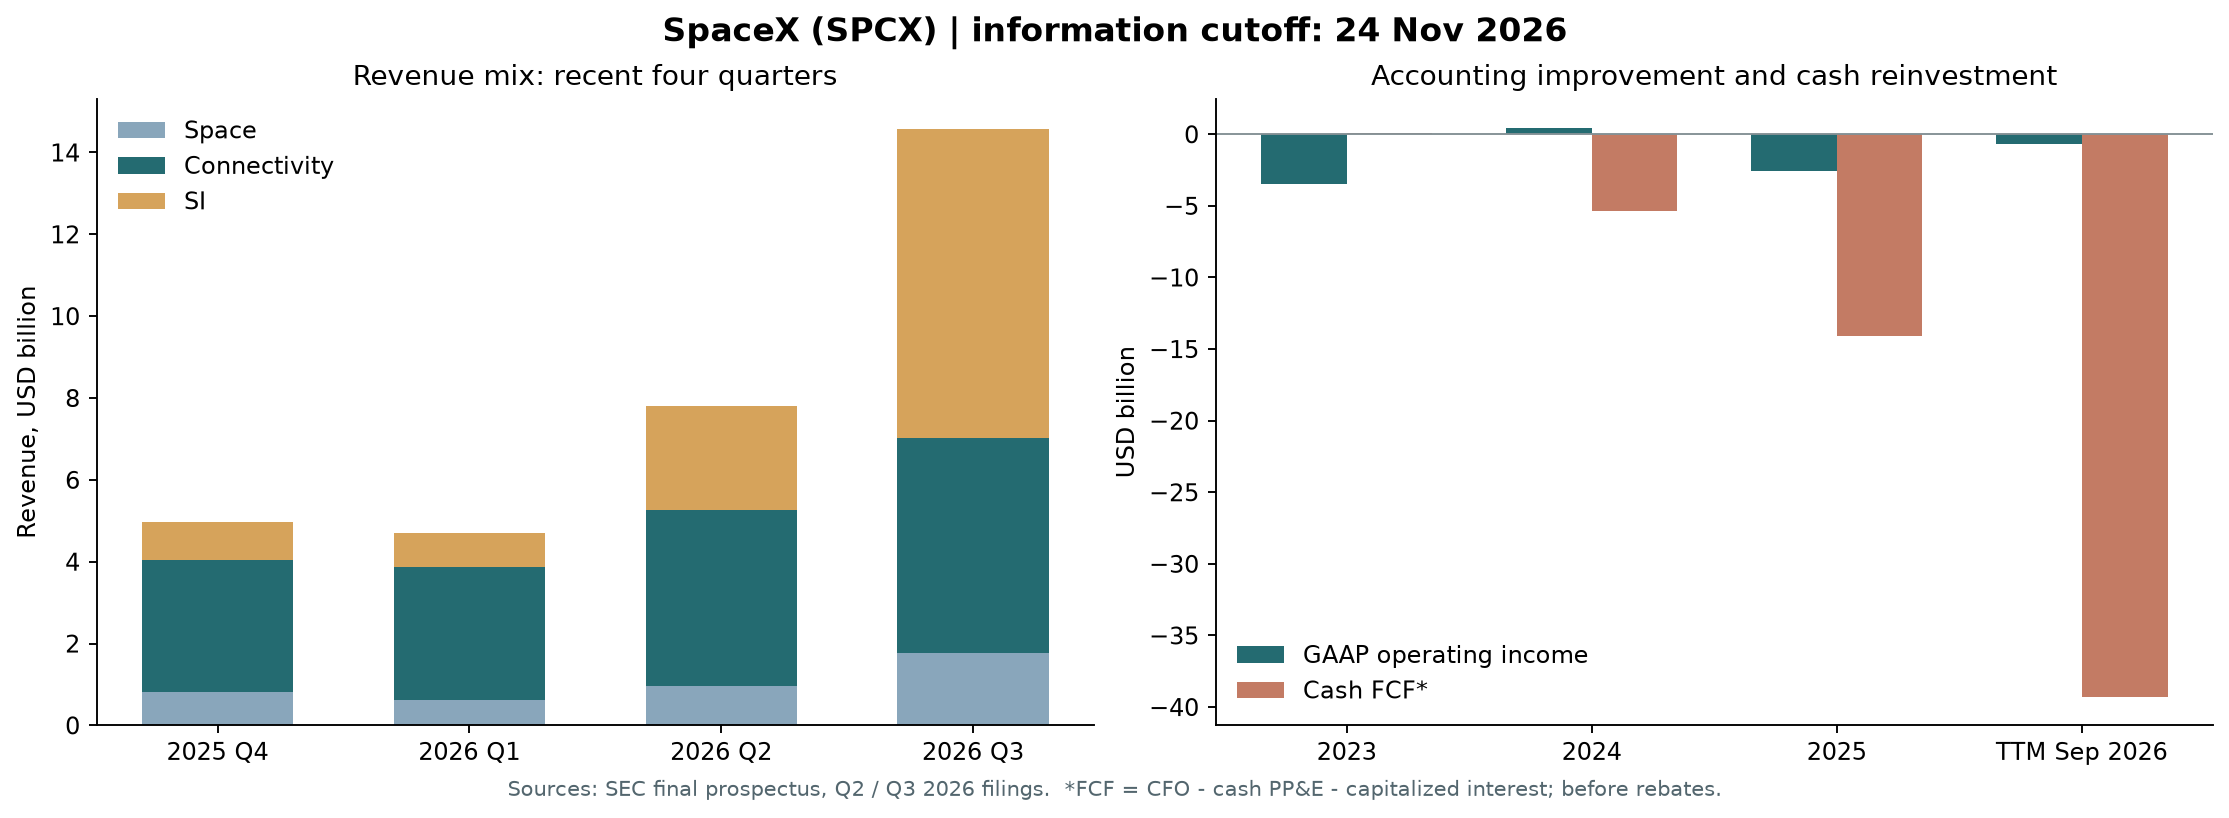 SpaceX (SPCX) | information cutoff: 24 Nov 2026
Revenue mix: recent four quarters
Revenue, USD billion
14
12
10
8
6
4
2
0
Space
Connectivity
SI
2025 Q4
2026 Q1
2026 Q2
2026 Q3
Accounting improvement and cash reinvestment
USD billion
0
−5
−10
−15
−20
−25
−30
−35
−40
GAAP operating income
Cash FCF*
2023
2024
2025
TTM Sep 2026
Sources: SEC final prospectus, Q2 / Q3 2026 filings.  *FCF = CFO - cash PP&E - capitalized interest; before rebates.